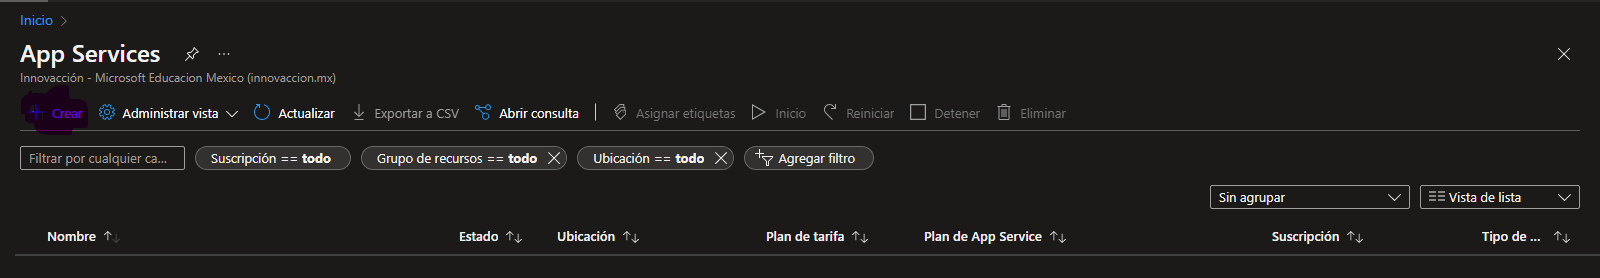 Inicio
App Services
Innovacción - Microsoft Educacion Mexico (innovaccion.mx)
Crear Administrar vista Actualizar Exportar a CSV Abrir consulta Asignar etiquetas Inicio Reiniciar Detener Eliminar
Filtrar por cualquier ca... Suscripción == todo Grupo de recursos == todo Ubicación == todo Agregar filtro
Sin agrupar Vista de lista
Nombre Estado Ubicación Plan de tarifa Plan de App Service Suscripción Tipo de ...